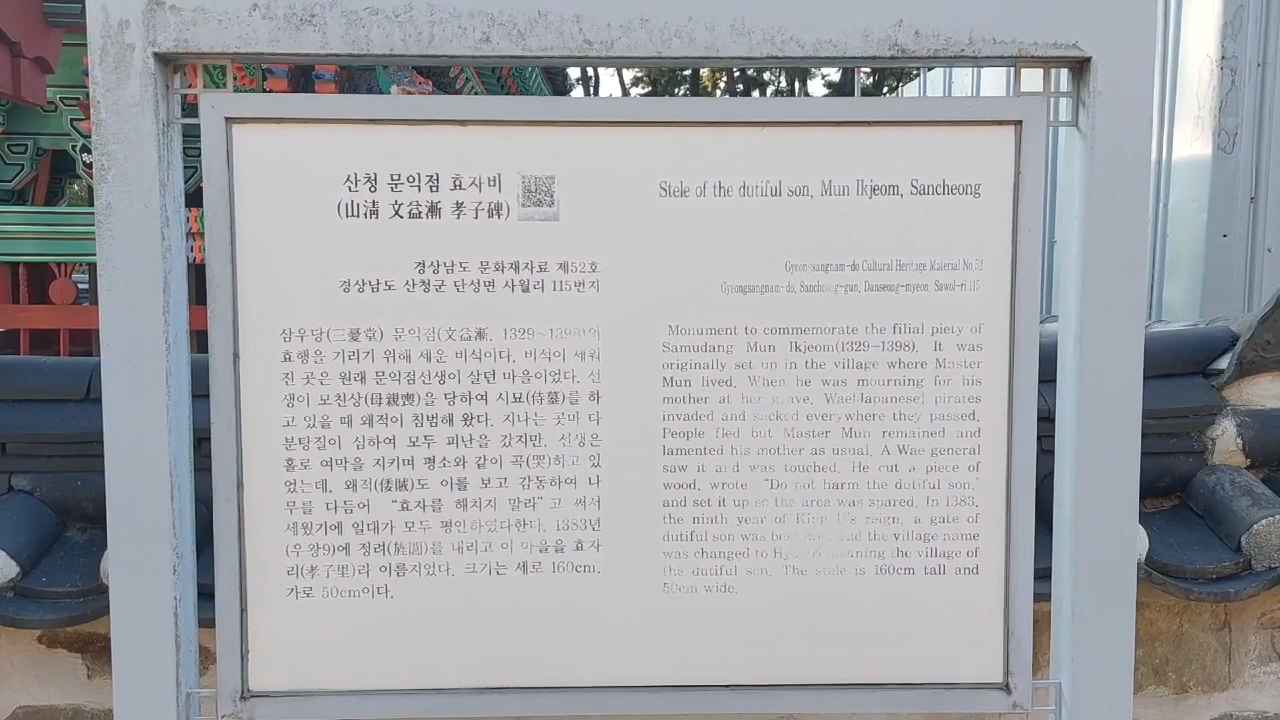 산청 문익점 효자비
(山淸 文益漸 孝子碑)
경상남도 문화재자료 제52호
경상남도 산청군 단성면 사월리 115번지
삼우당(三憂堂) 문익점(文益漸, 1329~1398)의
효행을 기리기 위해 세운 비석이다. 비석이 세워
진 곳은 원래 문익점선생이 살던 마을이었다. 선
생이 모친상(母親喪)을 당하여 시묘(侍墓)를 하
고 있을 때 왜적이 침범해 왔다. 지나는 곳마다
분탕질이 심하여 모두 피난을 갔지만, 선생은
홀로 여막을 지키며 평소와 같이 곡(哭)하고 있
었는데, 왜적(倭賊)도 이를 보고 감동하여 나
무를 다듬어 “효자를 해치지 말라”고 써서
세웠기에 일대가 모두 평안하였다한다. 1383년
(우왕9)에 정려(旌閭)를 내리고 이 마을을 효자
리(孝子里)라 이름지었다. 크기는 세로 160cm,
가로 50cm이다.
Stele of the dutiful son, Mun Ikjeom, Sancheong
Gyeongsangnam-do Cultural Heritage Material No.52
Gyeongsangnam-do, Sancheong-gun, Danseong-myeon, Sawol-ri 115
Monument to commemorate the filial piety of
Samudang Mun Ikjeom(1329-1398). It was
originally set up in the village where Master
Mun lived. When he was mourning for his
mother at her grave, Wae(Japanese) pirates
invaded and sacked everywhere they passed.
People fled but Master Mun remained and
lamented his mother as usual. A Wae general
saw it and was touched. He cut a piece of
wood, wrote “Do not harm the dutiful son,”
and set it up so the area was spared. In 1383,
the ninth year of King U's reign, a gate of
dutiful son was and the village name
was changed to meaning the village of
the dutiful son. The stele is 160cm tall and
50cm wide.